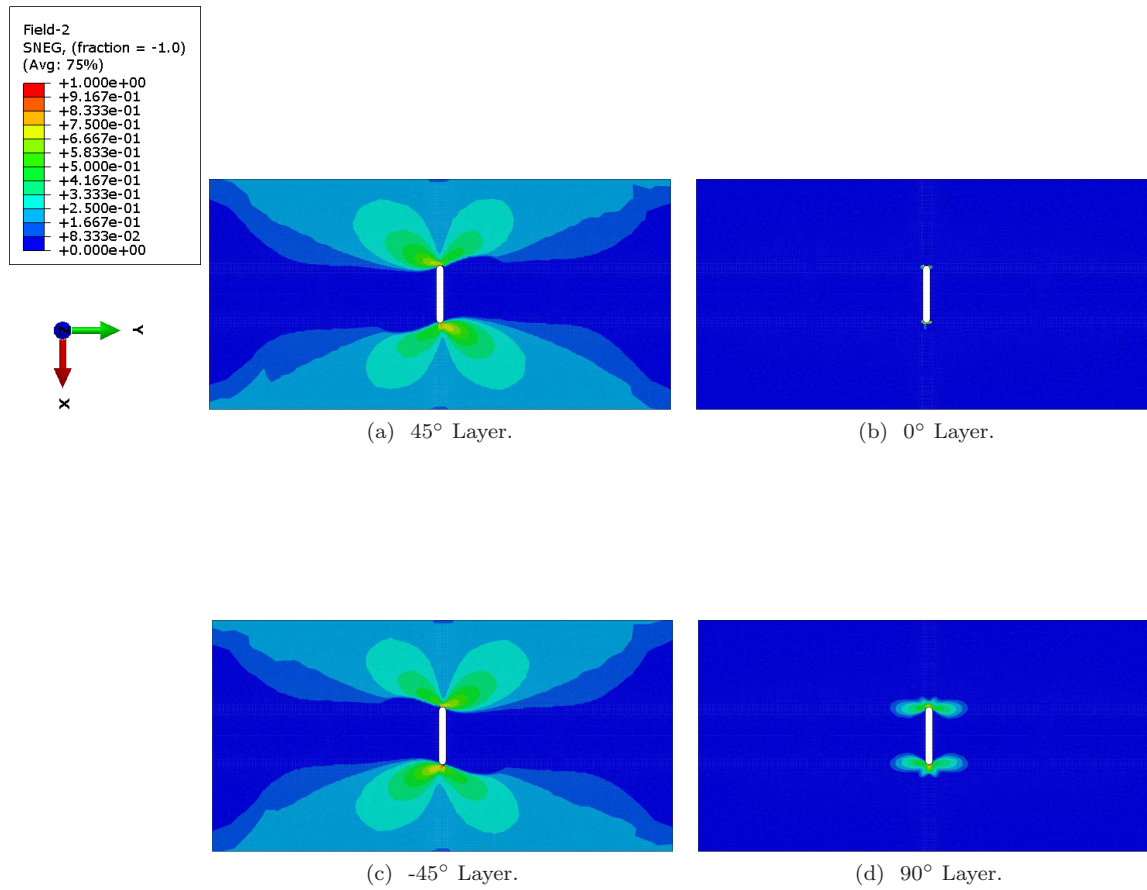 Field-2
SNEG, (fraction = -1.0)
(Avg: 75%)
+1.000e+00
+9.167e-01
+8.333e-01
+7.500e-01
+6.667e-01
+5.833e-01
+5.000e-01
+4.167e-01
+3.333e-01
+2.500e-01
+1.667e-01
+8.333e-02
+0.000e+00
Z
Y
X
(a) 45° Layer.
(b) 0° Layer.
(c) -45° Layer.
(d) 90° Layer.